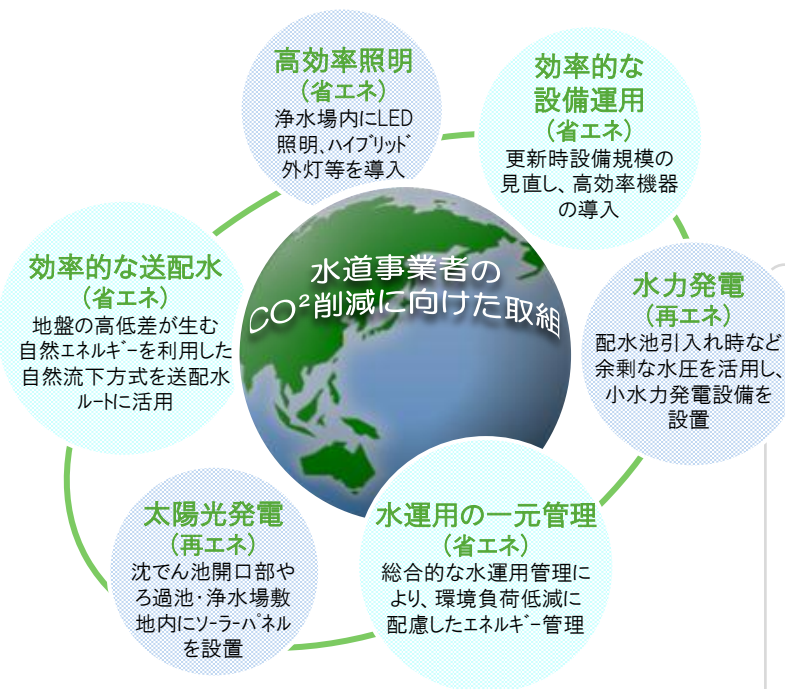 水道事業者の
CO²削減に向けた取組
高効率照明
(省エネ)
浄水場内にLED
照明、ﾊｲﾌﾞﾘｯﾄﾞ
外灯等を導入
効率的な
設備運用
(省エネ)
更新時設備規模の
見直し、高効率機器
の導入
水力発電
(再エネ)
配水池引入れ時など
余剰な水圧を活用し、
小水力発電設備を
設置
水運用の一元管理
(省エネ)
総合的な水運用管理に
より、環境負荷低減に
配慮したエネルギー管理
太陽光発電
(再エネ)
沈でん池開口部や
ろ過池・浄水場敷
地内にｿｰﾗｰﾊﾟﾈﾙ
を設置
効率的な送配水
(省エネ)
地盤の高低差が生む
自然エネルギーを利用した
自然流下方式を送配水
ルートに活用